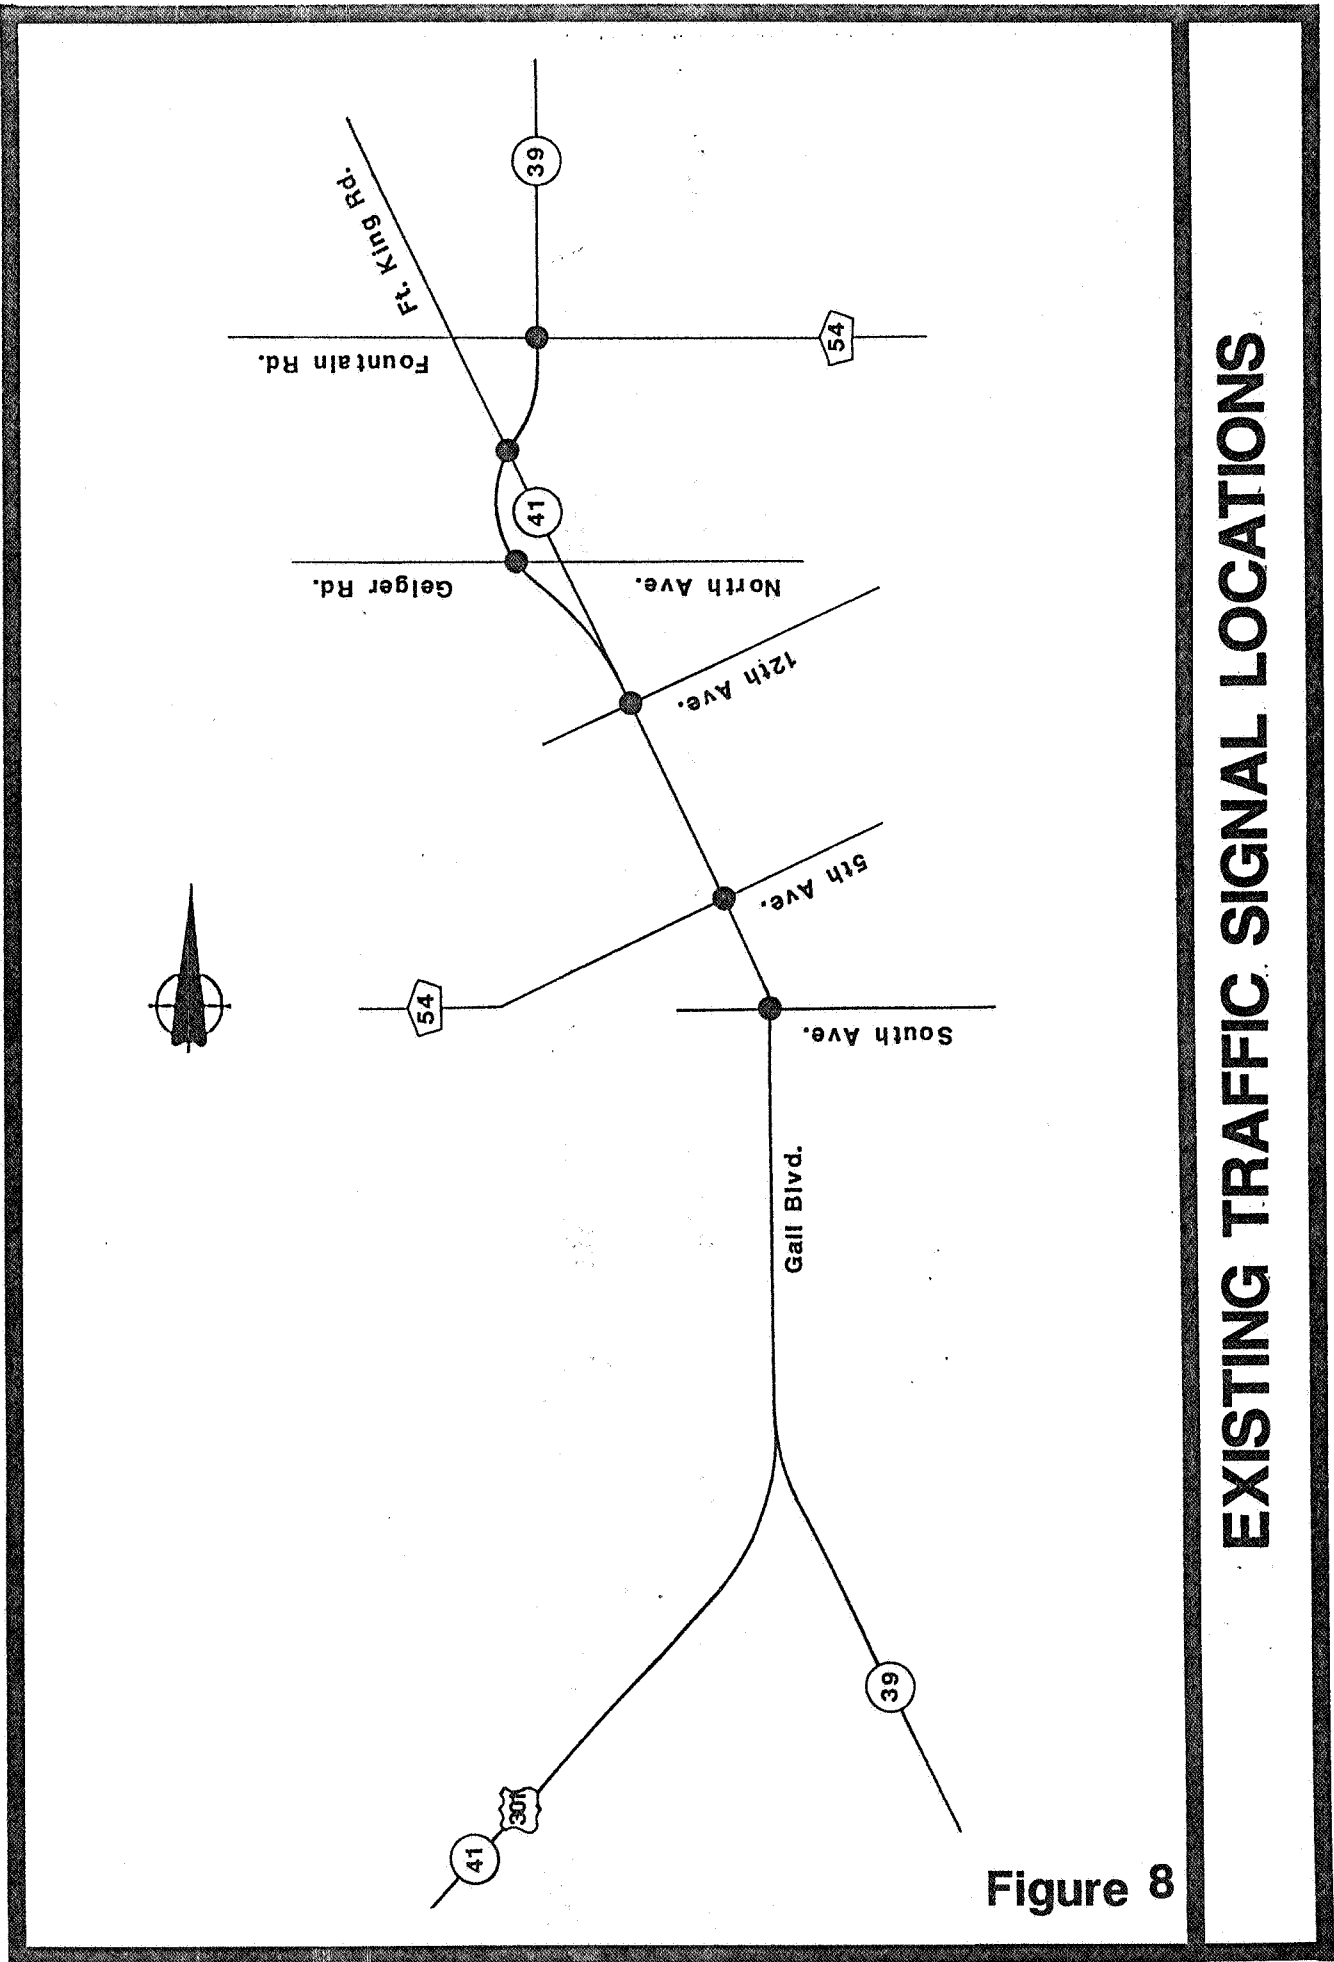 39
Ft. King Rd.
Fountain Rd.
54
41
Geiger Rd.
North Ave.
12th Ave.
5th Ave.
54
South Ave.
Gall Blvd.
39
301
41
Figure 8
EXISTING TRAFFIC SIGNAL LOCATIONS